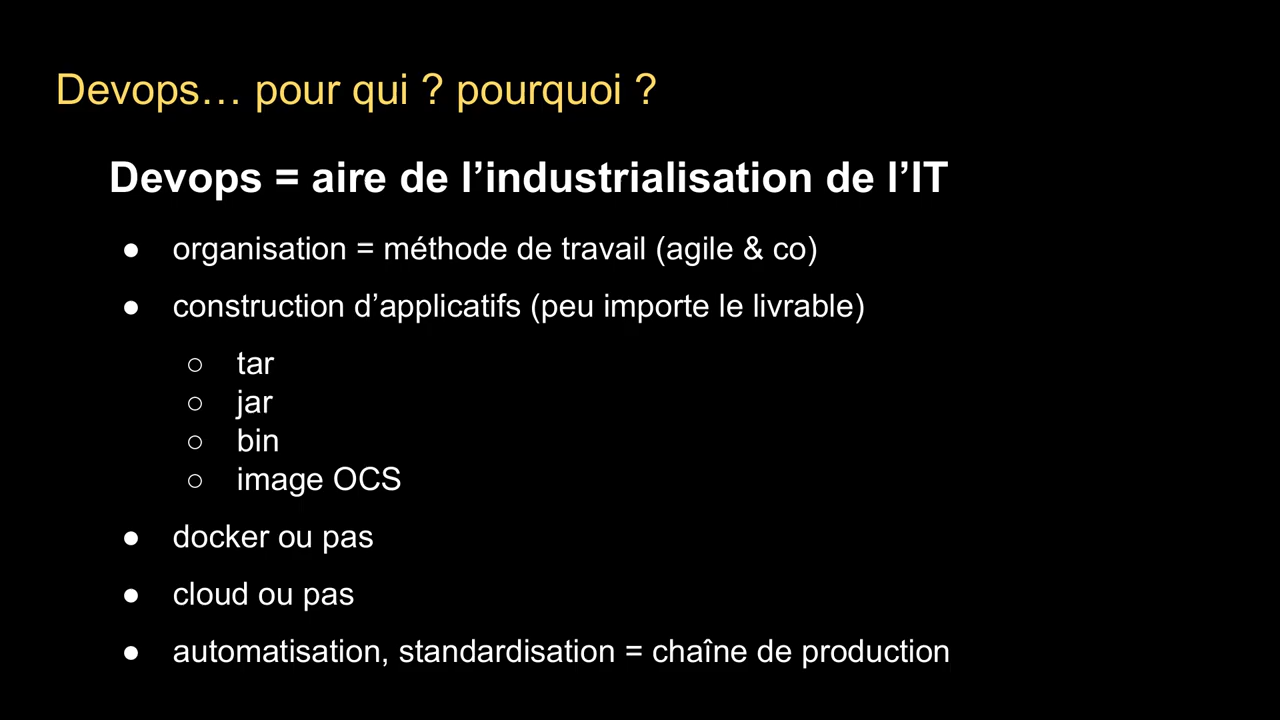 Devops… pour qui ? pourquoi ?
Devops = aire de l’industrialisation de l’IT
● organisation = méthode de travail (agile & co)
● construction d’applicatifs (peu importe le livrable)
○ tar
○ jar
○ bin
○ image OCS
● docker ou pas
● cloud ou pas
● automatisation, standardisation = chaîne de production